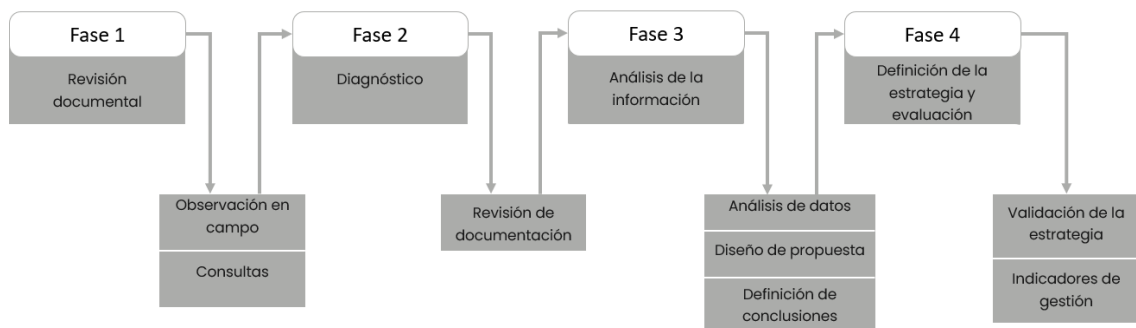 Fase 1
Revisión
documental
Observación en
campo
Consultas
Fase 2
Diagnóstico
Revisión de
documentación
Fase 3
Análisis de la
información
Análisis de datos
Diseño de propuesta
Definición de
conclusiones
Fase 4
Definición de la
estrategia y
evaluación
Validación de la
estrategia
Indicadores de
gestión